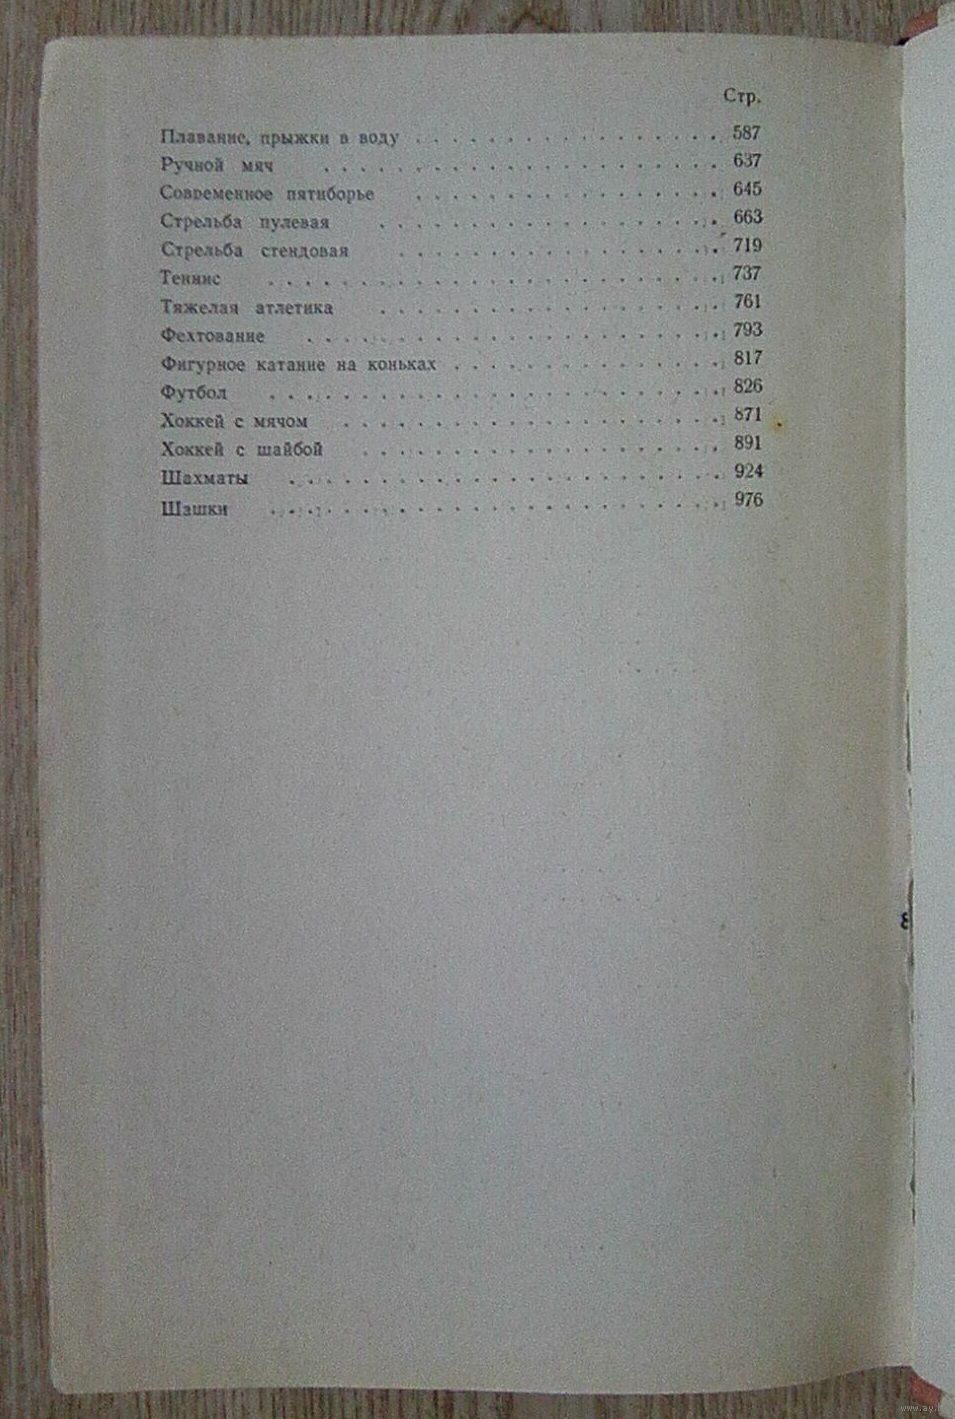 Стр.
Плавание, прыжки в воду . . . . . . . . . . . . . . . . 587
Ручной мяч . . . . . . . . . . . . . . . . . . . . . 637
Современное пятиборье . . . . . . . . . . . . . . . . 645
Стрельба пулевая . . . . . . . . . . . . . . . . . . 663
Стрельба стендовая . . . . . . . . . . . . . . . . . 719
Теннис . . . . . . . . . . . . . . . . . . . . . . . . 737
Тяжелая атлетика . . . . . . . . . . . . . . . . . . 761
Фехтование . . . . . . . . . . . . . . . . . . . . . . 793
Фигурное катание на коньках . . . . . . . . . . . . . . 817
Футбол . . . . . . . . . . . . . . . . . . . . . . . . 826
Хоккей с мячом . . . . . . . . . . . . . . . . . . . . 871
Хоккей с шайбой . . . . . . . . . . . . . . . . . . . 891
Шахматы . . . . . . . . . . . . . . . . . . . . . . . 924
Шашки . . . . . . . . . . . . . . . . . . . . . . . . 976